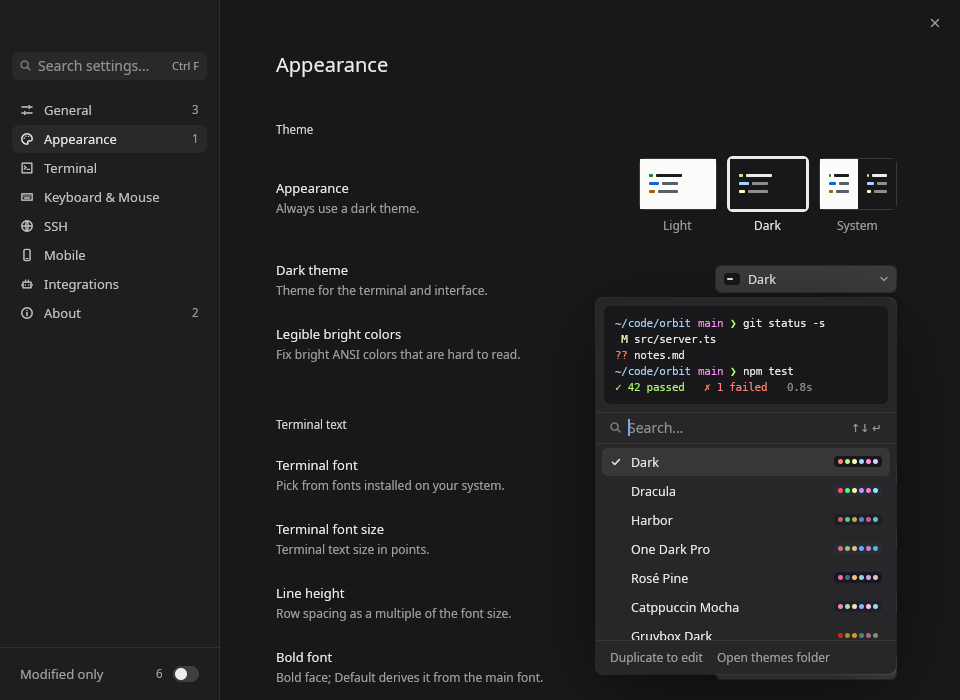 Search settings...
Ctrl F
General
3
Appearance
1
Terminal
Keyboard & Mouse
SSH
Mobile
Integrations
About
2
Modified only
6
Appearance
Theme
Appearance
Always use a dark theme.
Light
Dark
System
Dark theme
Theme for the terminal and interface.
Dark
Legible bright colors
Fix bright ANSI colors that are hard to read.
Terminal text
Terminal font
Pick from fonts installed on your system.
Terminal font size
Terminal text size in points.
Line height
Row spacing as a multiple of the font size.
Bold font
Bold face; Default derives it from the main font.
~/code/orbit main ❯ git status -s
M src/server.ts
?? notes.md
~/code/orbit main ❯ npm test
✓ 42 passed ✗ 1 failed 0.8s
Search...
↑↓↵
Dark
Dracula
Harbor
One Dark Pro
Rosé Pine
Catppuccin Mocha
Gruvbox Dark
Duplicate to edit
Open themes folder